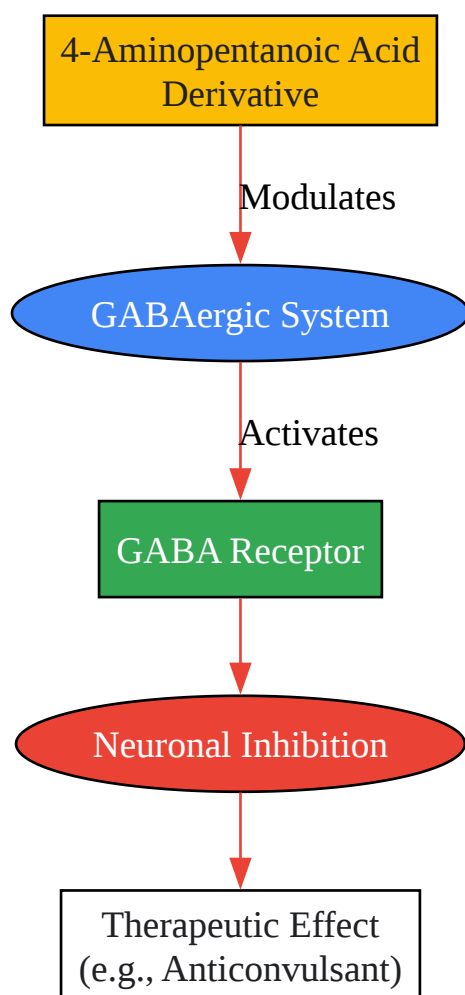 4-Aminopentanoic Acid
Derivative
Modulates
GABAergic System
Activates
GABA Receptor
Neuronal Inhibition
Therapeutic Effect
(e.g., Anticonvulsant)